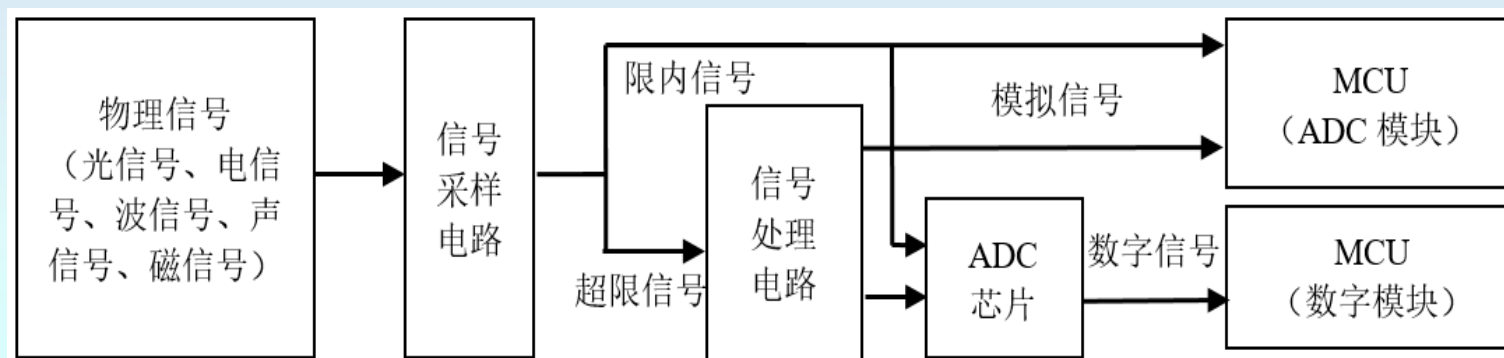 物理信号
（光信号、电信
号、波信号、声
信号、磁信号）
信号
采样
电路
限内信号
超限信号
信号
处理
电路
模拟信号
ADC
芯片
数字信号
MCU
（ADC 模块）
MCU
（数字模块）